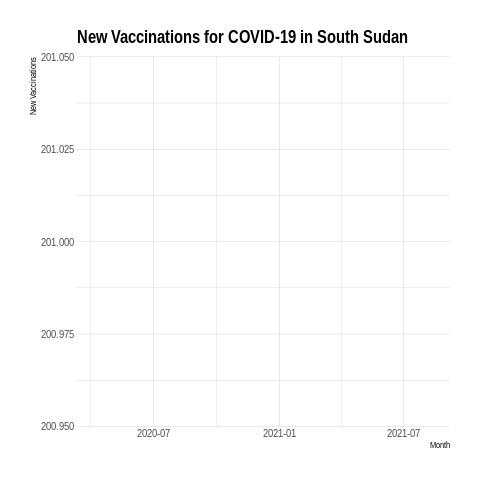 New Vaccinations for COVID-19 in South Sudan
New Vaccinations
201.050
201.025
201.000
200.975
200.950
2020-07
2021-01
2021-07
Month